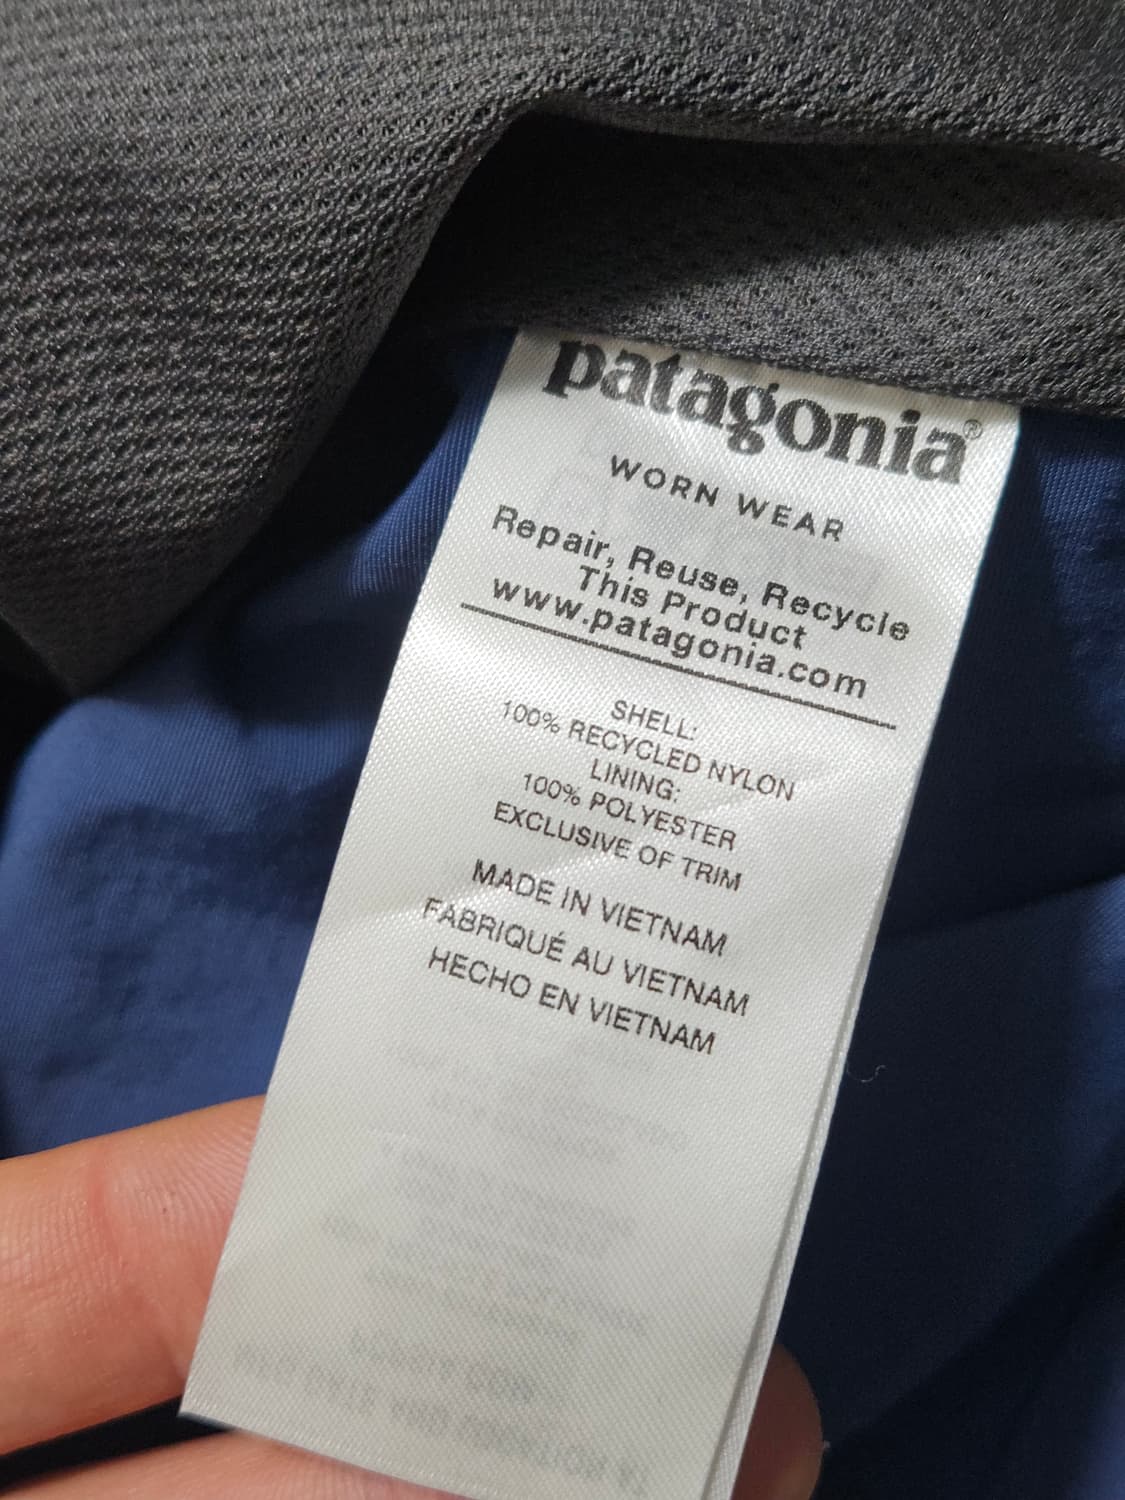 patagonia®
WORN WEAR
Repair, Reuse, Recycle
This Product
www.patagonia.com
SHELL:
100% RECYCLED NYLON
LINING:
100% POLYESTER
EXCLUSIVE OF TRIM
MADE IN VIETNAM
FABRIQUÉ AU VIETNAM
HECHO EN VIETNAM